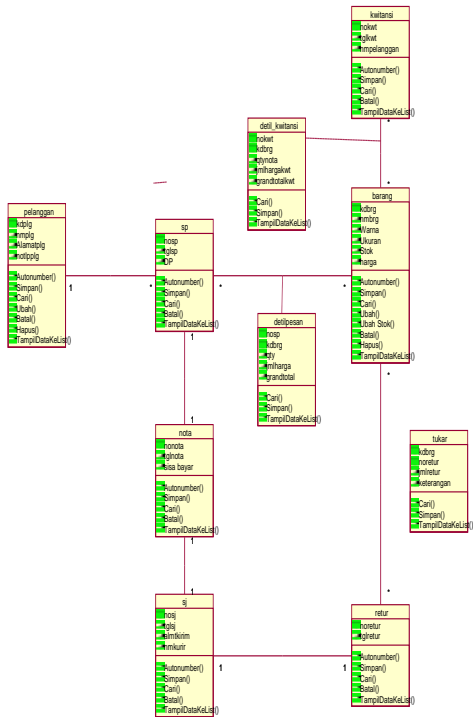 kwitansi
nokwt
tglkwt
nmpelanggan
Autonumber()
Simpan()
Cari()
Batal()
TampilDataKeList()
*
detil_kwitansi
nokwt
kdbrg
qtynota
jmlhargakwt
grandtotalkwt
Cari()
Simpan()
TampilDataKeList()
*
barang
kdbrg
nmbrg
Warna
Ukuran
Stok
harga
Autonumber()
Simpan()
Cari()
Ubah()
Ubah Stok()
Batal()
Hapus()
TampilDataKeList()
pelanggan
kdplg
nmplg
Alamatplg
notlpplg
Autonumber()
Simpan()
Cari()
Ubah()
Batal()
Hapus()
TampilDataKeList()
1
*
sp
nosp
tglsp
DP
Autonumber()
Simpan()
Cari()
Batal()
TampilDataKeList()
*
*
1
detilpesan
nosp
kdbrg
qty
jmlharga
grandtotal
Cari()
Simpan()
TampilDataKeList()
*
1
nota
nonota
tglnota
sisa bayar
Autonumber()
Simpan()
Cari()
Batal()
TampilDataKeList()
1
tukar
kdbrg
noretur
jmlretur
keterangan
Cari()
Simpan()
TampilDataKeList()
1
sj
nosj
tglsj
almtkirim
nmkurir
Autonumber()
Simpan()
Cari()
Batal()
TampilDataKeList()
1
1
*
retur
noretur
tglretur
Autonumber()
Simpan()
Cari()
Batal()
TampilDataKeList()